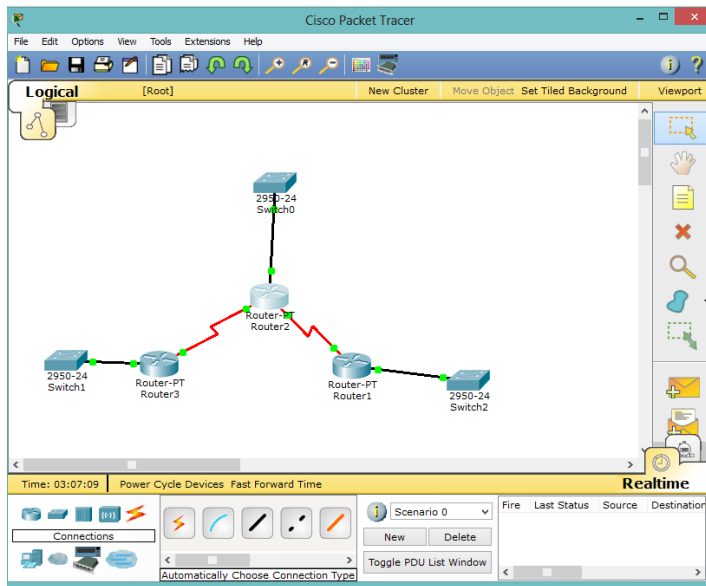 Cisco Packet Tracer
File Edit Options View Tools Extensions Help
Logical [Root] New Cluster Move Object Set Tiled Background Viewport
2950-24
Switch0
Router-PT
Router2
2950-24
Switch1
Router-PT
Router3
Router-PT
Router1
2950-24
Switch2
Time: 03:07:09 Power Cycle Devices Fast Forward Time Realtime
Connections
Automatically Choose Connection Type
Scenario 0
New Delete
Toggle PDU List Window
Fire Last Status Source Destination